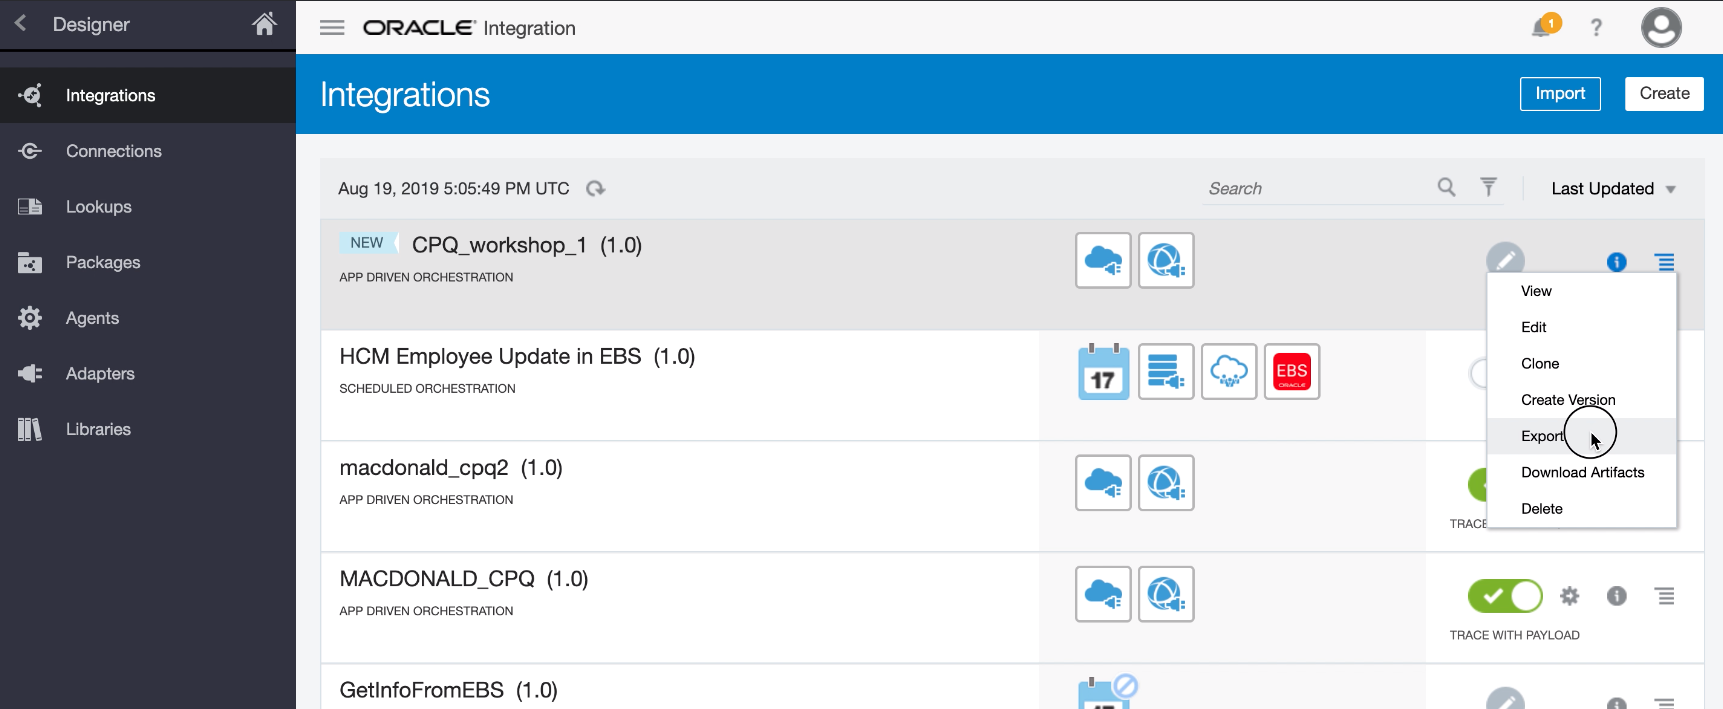 Designer
Integrations
Connections
Lookups
Packages
Agents
Adapters
Libraries
ORACLE Integration
1
?
Integrations
Import
Create
Aug 19, 2019 5:05:49 PM UTC
Search
Last Updated
NEW
CPQ_workshop_1 (1.0)
APP DRIVEN ORCHESTRATION
View
Edit
Clone
Create Version
Export
Download Artifacts
Delete
HCM Employee Update in EBS (1.0)
SCHEDULED ORCHESTRATION
17
EBS
ORACLE
macdonald_cpq2 (1.0)
APP DRIVEN ORCHESTRATION
TRACE
MACDONALD_CPQ (1.0)
APP DRIVEN ORCHESTRATION
TRACE WITH PAYLOAD
GetInfoFromEBS (1.0)